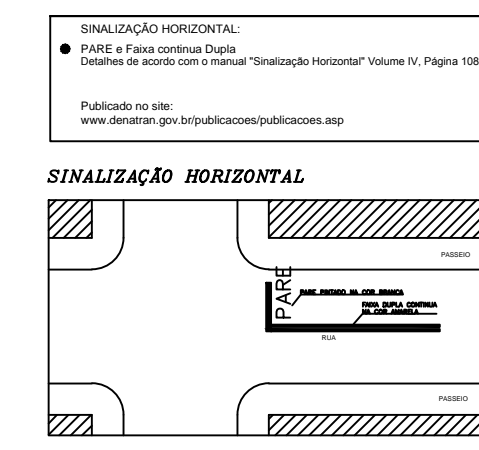 SINALIZAÇÃO HORIZONTAL:
PARE e Faixa continua Dupla
Detalhes de acordo com o manual "Sinalização Horizontal" Volume IV, Página 108
Publicado no site:
www.denatran.gov.br/publicacoes/publicacoes.asp
SINALIZAÇÃO HORIZONTAL
PASSEIO
PARE
PARE PINTADO NA COR BRANCA
FAIXA DUPLA CONTINUA
NA COR AMARELA
RUA
PASSEIO